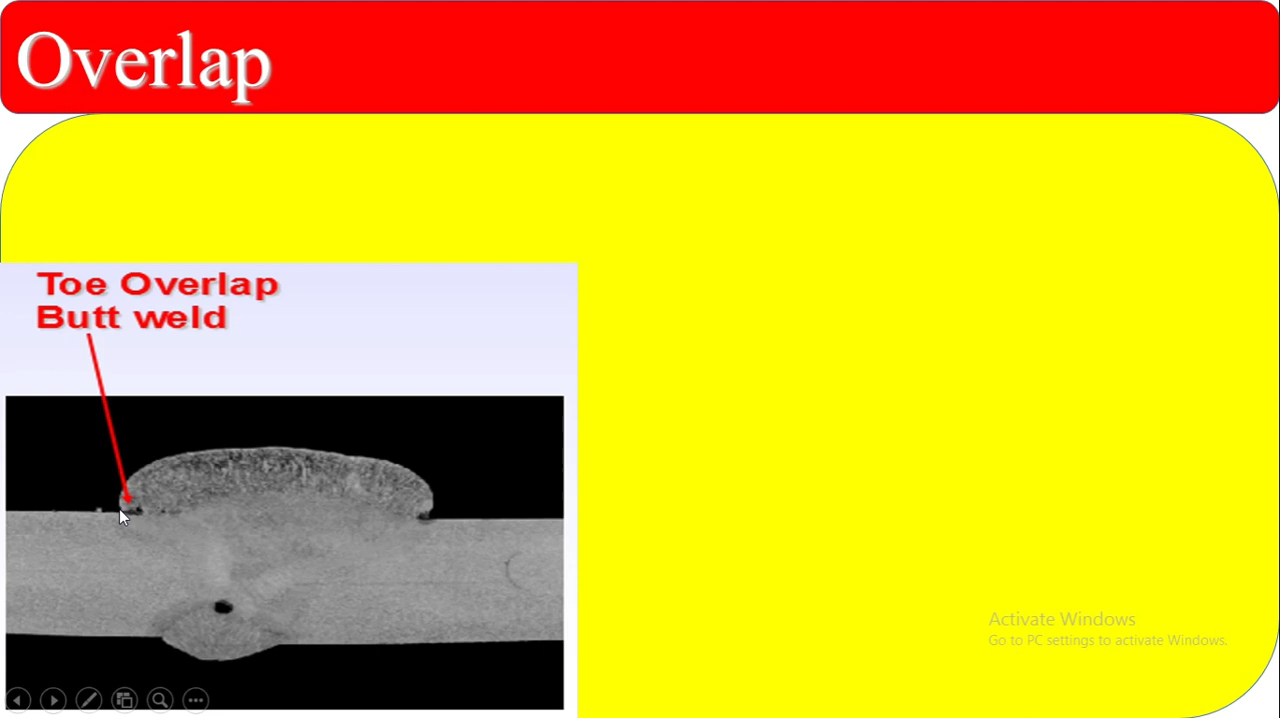 Overlap
Toe Overlap
Butt weld
Activate Windows
Go to PC settings to activate Windows.